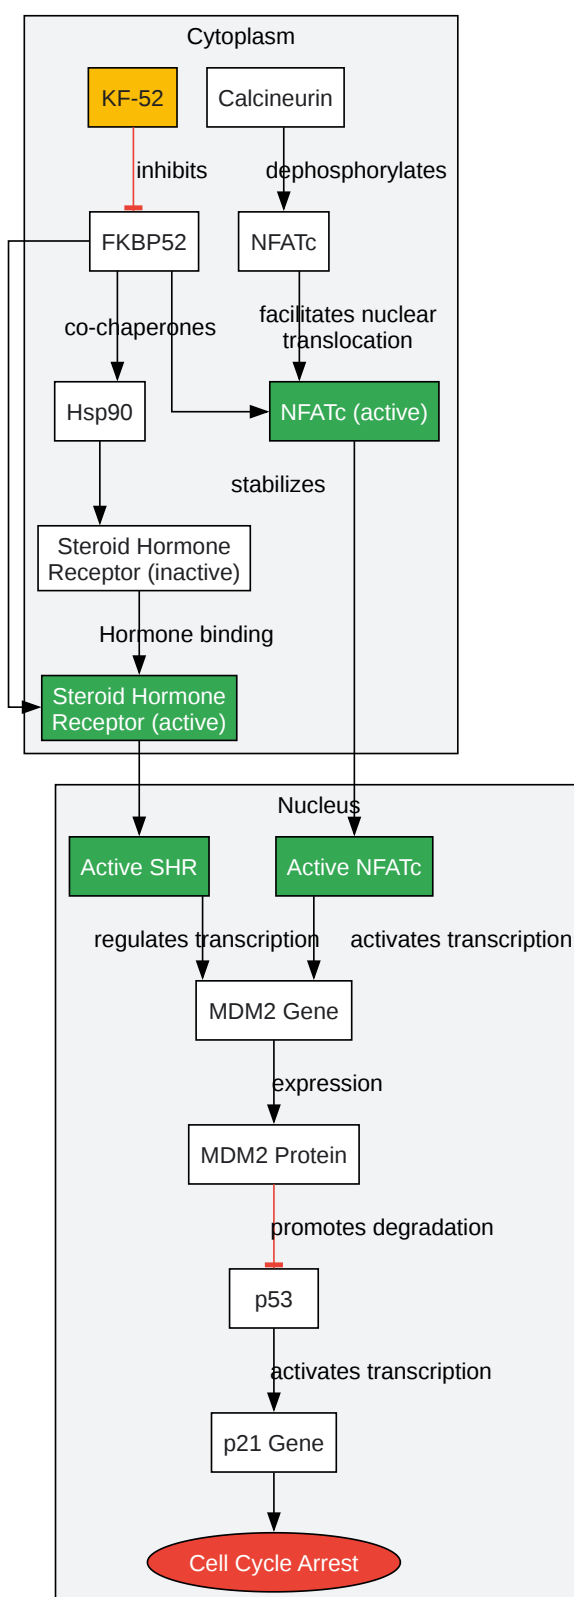 Cytoplasm
KF-52
Calcineurin
inhibits
dephosphorylates
FKBP52
NFATc
co-chaperones
facilitates nuclear
translocation
Hsp90
NFATc (active)
stabilizes
Steroid Hormone
Receptor (inactive)
Hormone binding
Steroid Hormone
Receptor (active)
Nucleus
Active SHR
Active NFATc
regulates transcription
activates transcription
MDM2 Gene
expression
MDM2 Protein
promotes degradation
p53
activates transcription
p21 Gene
Cell Cycle Arrest